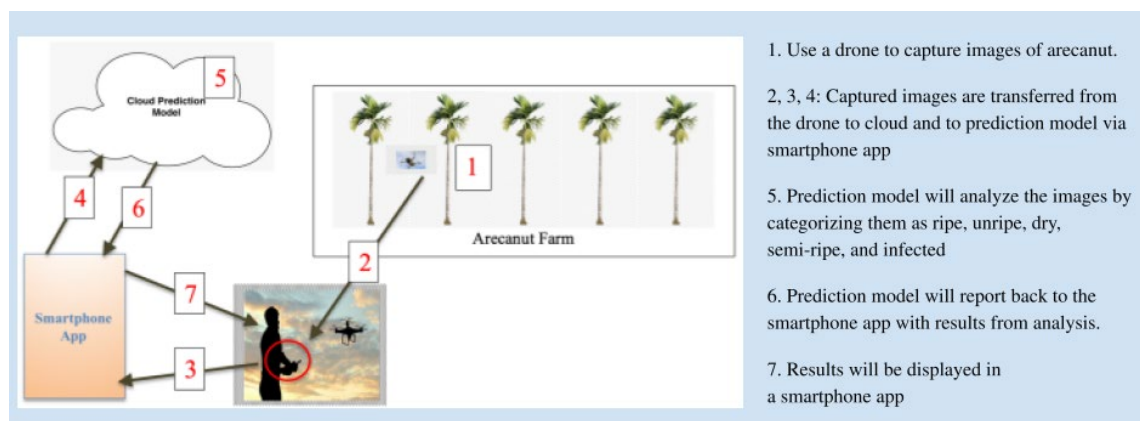 5
Cloud Prediction
Model
1
4
6
Arecanut Farm
2
7
Smartphone
App
3
1. Use a drone to capture images of arecanut.
2, 3, 4: Captured images are transferred from
the drone to cloud and to prediction model via
smartphone app
5. Prediction model will analyze the images by
categorizing them as ripe, unripe, dry,
semi-ripe, and infected
6. Prediction model will report back to the
smartphone app with results from analysis.
7. Results will be displayed in
a smartphone app